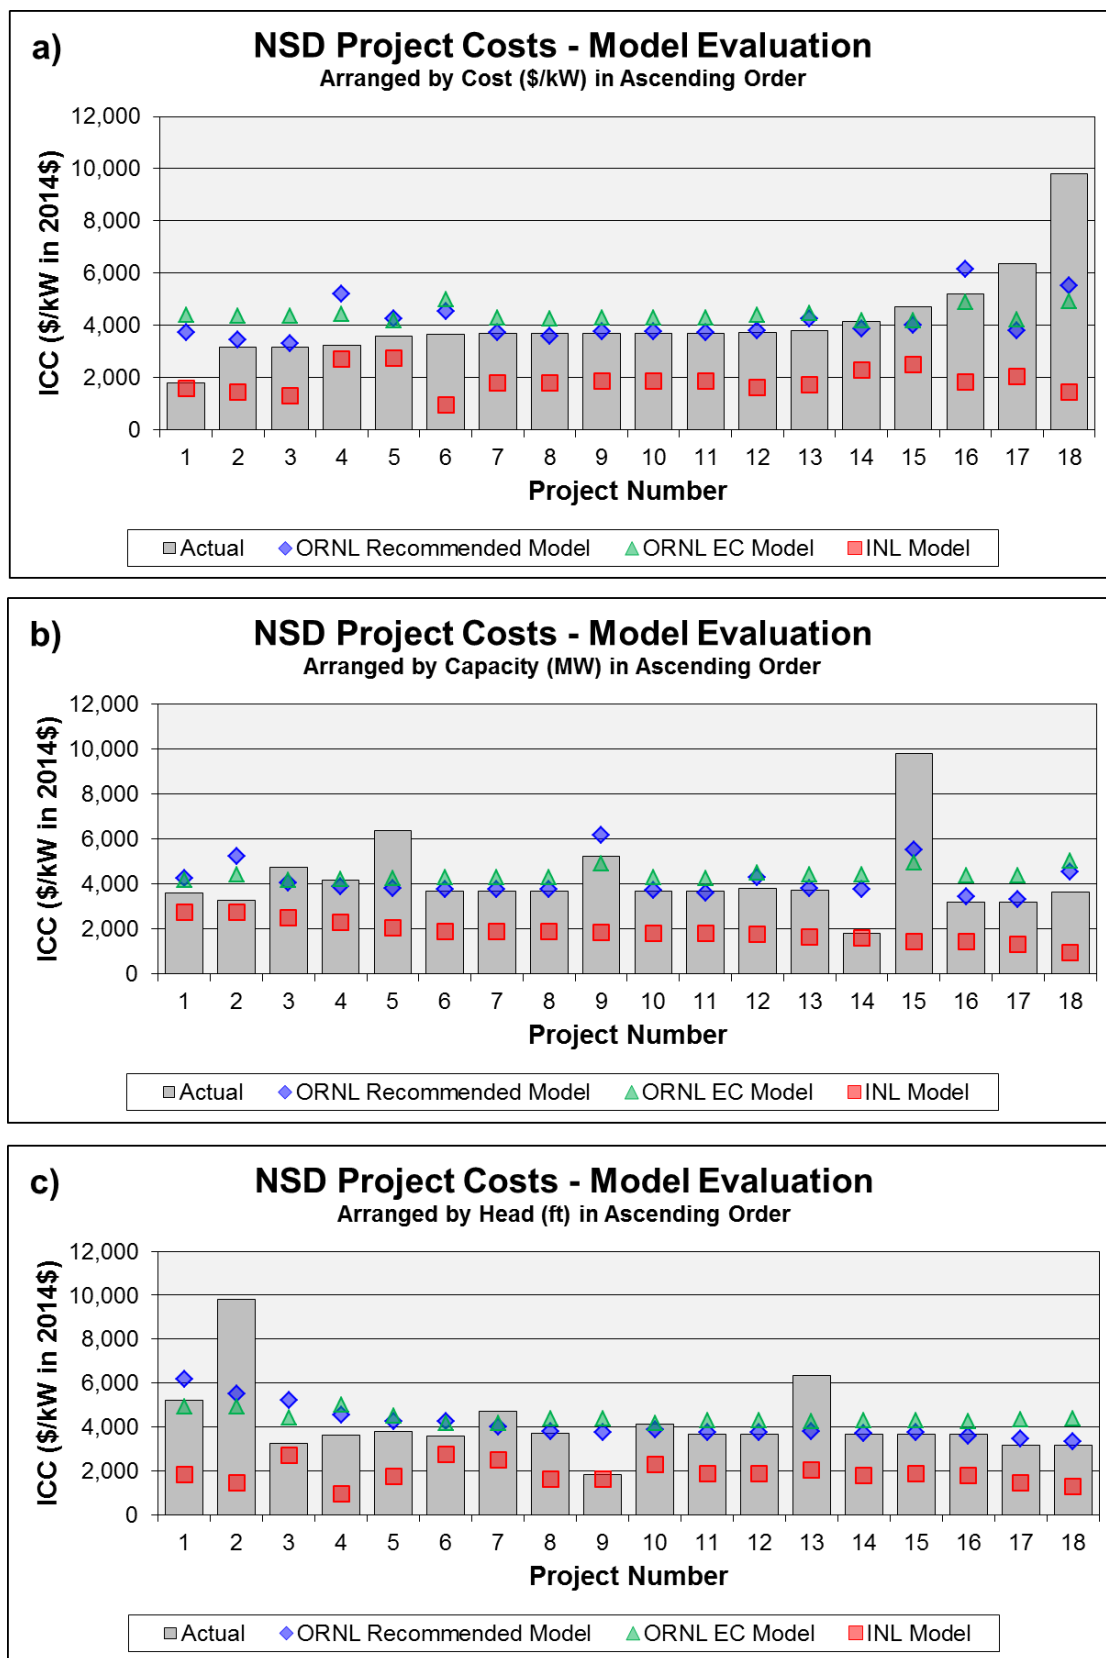 a)
NSD Project Costs - Model Evaluation
Arranged by Cost ($/kW) in Ascending Order
ICC ($/kW in 2014$)
12,000
10,000
8,000
6,000
4,000
2,000
0
1 2 3 4 5 6 7 8 9 10 11 12 13 14 15 16 17 18
Project Number
Actual ORNL Recommended Model ORNL EC Model INL Model
b)
NSD Project Costs - Model Evaluation
Arranged by Capacity (MW) in Ascending Order
ICC ($/kW in 2014$)
12,000
10,000
8,000
6,000
4,000
2,000
0
1 2 3 4 5 6 7 8 9 10 11 12 13 14 15 16 17 18
Project Number
Actual ORNL Recommended Model ORNL EC Model INL Model
c)
NSD Project Costs - Model Evaluation
Arranged by Head (ft) in Ascending Order
ICC ($/kW in 2014$)
12,000
10,000
8,000
6,000
4,000
2,000
0
1 2 3 4 5 6 7 8 9 10 11 12 13 14 15 16 17 18
Project Number
Actual ORNL Recommended Model ORNL EC Model INL Model